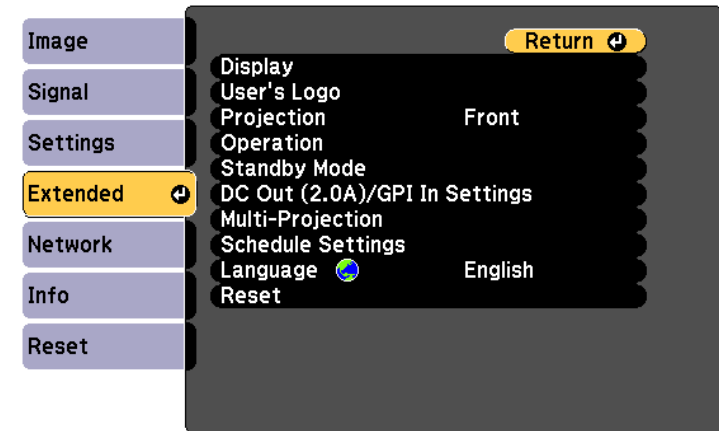 Image
Signal
Settings
Extended
Network
Info
Reset
Return
Display
User's Logo
Projection Front
Operation
Standby Mode
DC Out (2.0A)/GPI In Settings
Multi-Projection
Schedule Settings
Language English
Reset